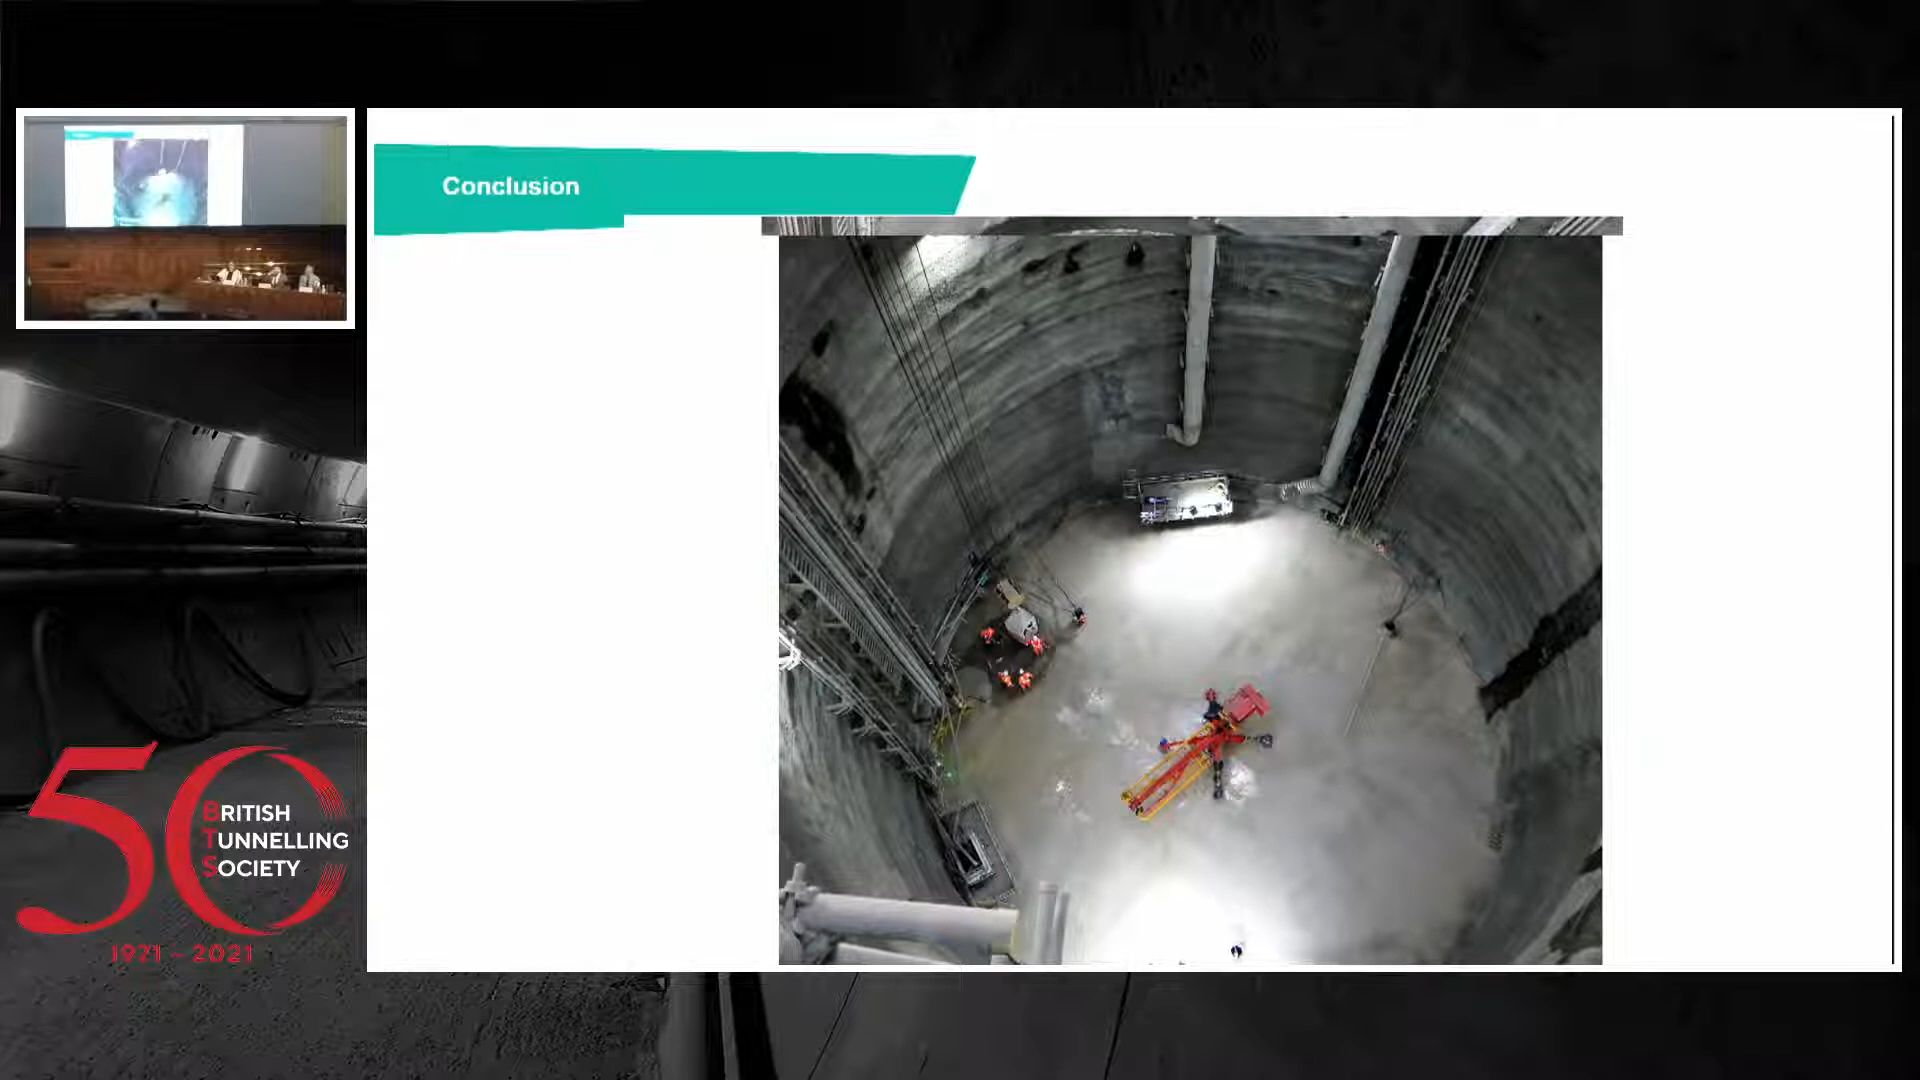 Conclusion
50
BRITISH
TUNNELLING
SOCIETY
1971 - 2021